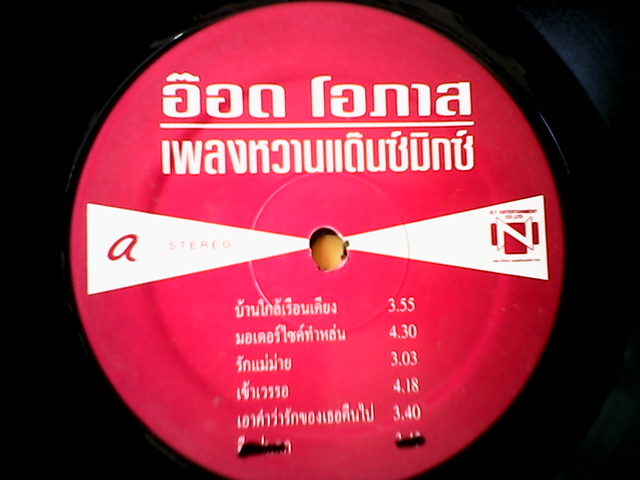 อ๊อด โอภาส
เพลงหวานแด๊นซ์มิกซ์
a STEREO
N.T. ENTERTAINMENT
CO.,LTD
N
บ้านใกล้เรือนเคียง 3.55
มอเตอร์ไซค์ทำหล่น 4.30
รักแม่ม่าย 3.03
เช้าเวรรอ 4.18
เอาคำว่ารักของเธอคืนไป 3.40